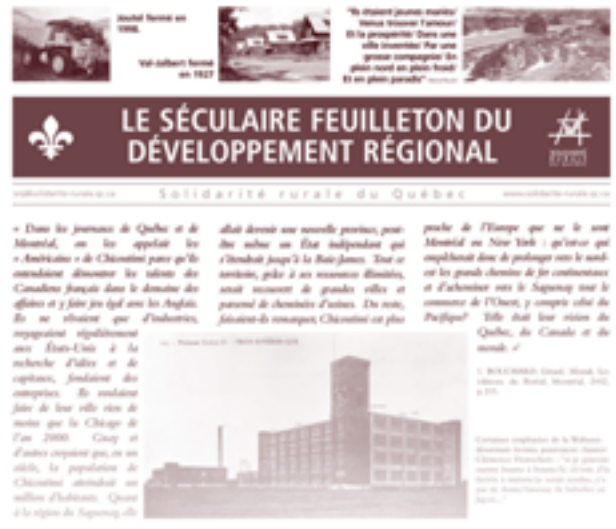 Joutel fermé en
1998.
Val-Jalbert fermé
en 1927
"Ils étaient jeunes mariés/
Venus trouver l'amour/
Et la prospérité/ Dans une
ville inventée/ Par une
grosse compagnie/ En
plein nord en plein froid/
Et en plein paradis"
LE SÉCULAIRE FEUILLETON DU
DÉVELOPPEMENT RÉGIONAL
Solidarité rurale du Québec
www.solidarite-rurale.qc.ca
« Dans les journaux de Québec et de
Montréal, on les appelait les
« Américains » de Chicoutimi parce qu'ils
entendaient démontrer les talents des
Canadiens français dans le domaine des
affaires et y faire jeu égal avec les Anglais.
Ils ne rêvaient que d'industries,
voyageaient régulièrement
aux États-Unis à la
recherche d'idées et de
capitaux, fondaient des
entreprises. Ils voulaient
faire de leur ville rien de
moins que la Chicago de
l'an 2000. Guay et
d'autres croyaient que, en un
siècle, la population de
Chicoutimi atteindrait un
million d'habitants. Quant
à la région du Saguenay, elle
allait devenir une nouvelle province, peut-
être même un État indépendant qui
s'étendrait jusqu'à la Baie-James. Tout ce
territoire, grâce à ses ressources illimitées,
serait recouvert de grandes villes et
parsemé de cheminées d'usines. Du reste,
faisaient-ils remarquer, Chicoutimi est plus
proche de l'Europe que ne le sont
Montréal ou New York : qu'est-ce qui
empêcherait donc de prolonger vers le nord-
est les grands chemins de fer continentaux
et d'acheminer vers le Saguenay tout le
commerce de l'Ouest, y compris celui du
Pacifique? Telle était leur vision du
Québec, du Canada et du
monde. »
1. BOUCHARD, Gérard,